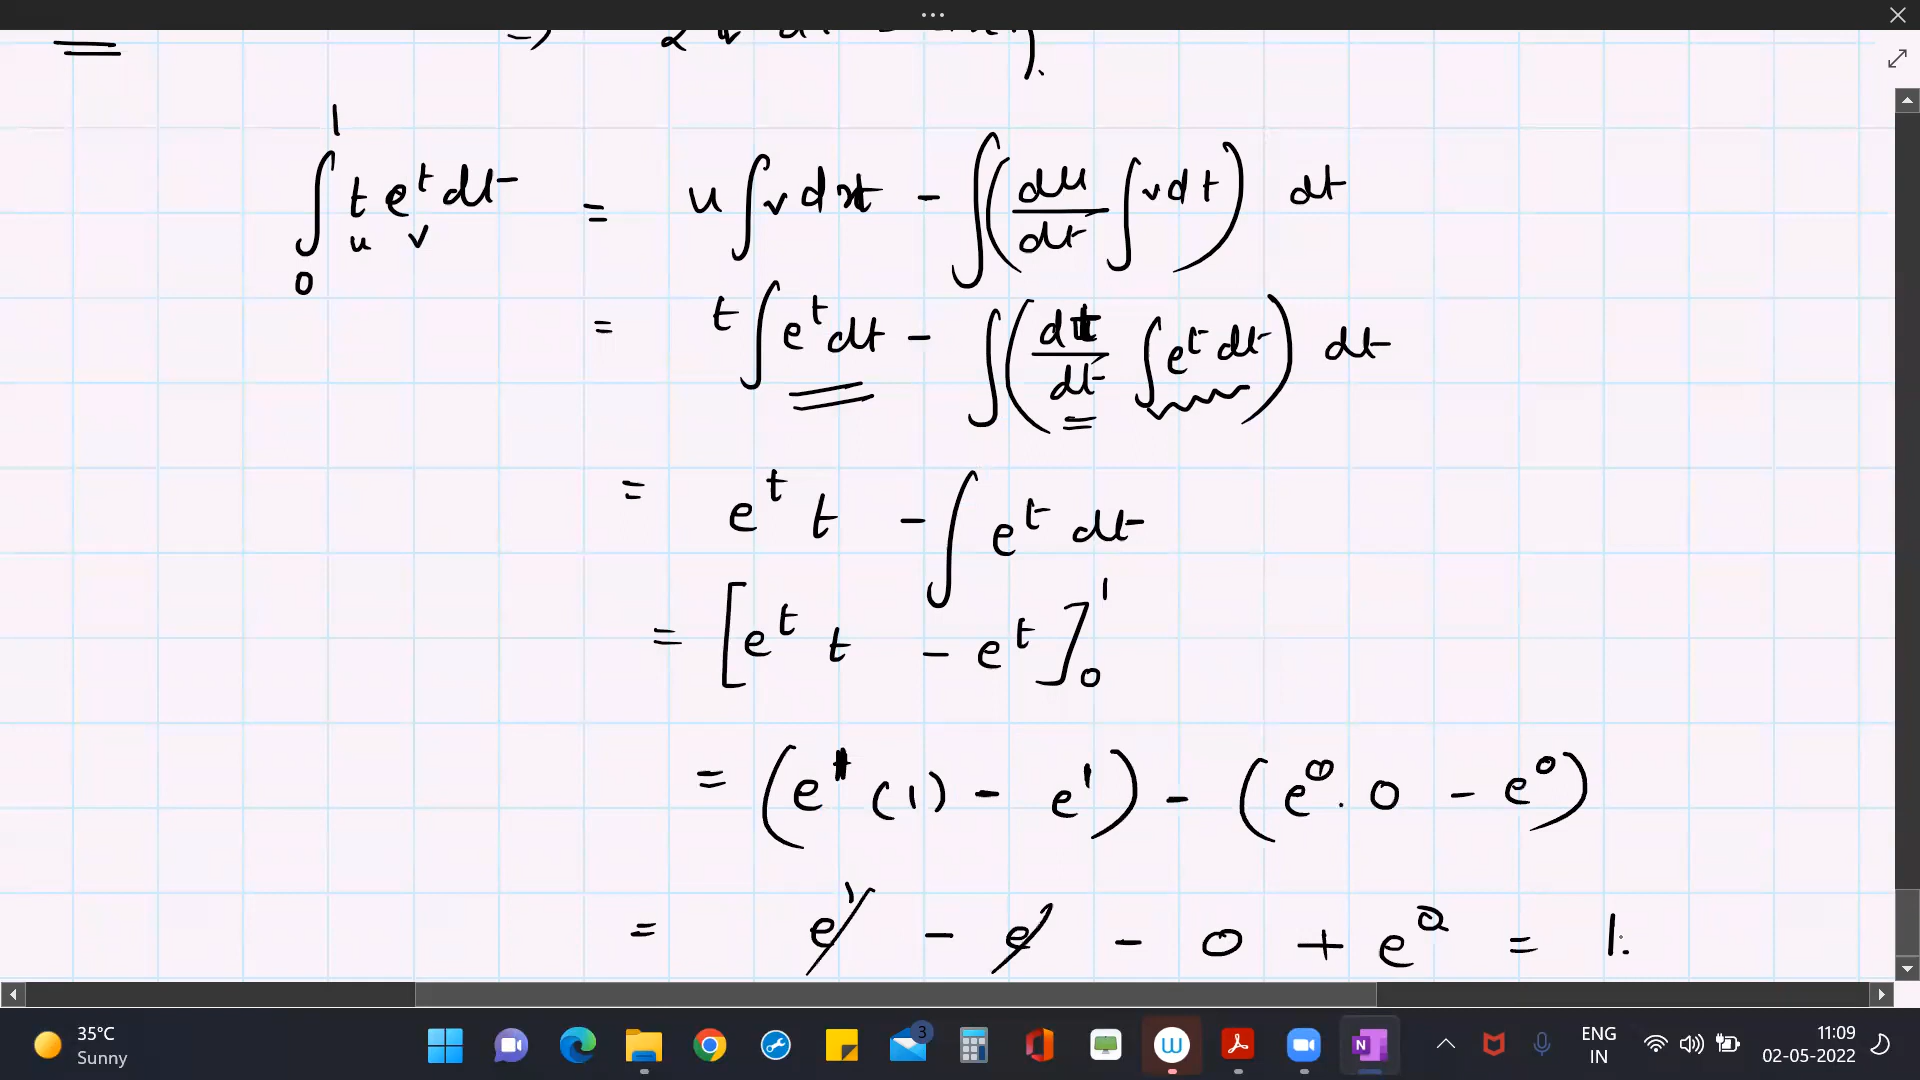 ∫₀¹ t eᵗ dt = u ∫ v dt - ∫ ( du/dt ∫ v dt ) dt
u v
= t ∫ eᵗ dt - ∫ ( dt/dt ∫ eᵗ dt ) dt
= eᵗ t - ∫ eᵗ dt
= [ eᵗ t - eᵗ ]₀¹
= ( e¹ (1) - e¹ ) - ( e⁰ . 0 - e⁰ )
= e¹ - e - 0 + e⁰ = 1.
35°C
Sunny
3
ENG
IN
11:09
02-05-2022